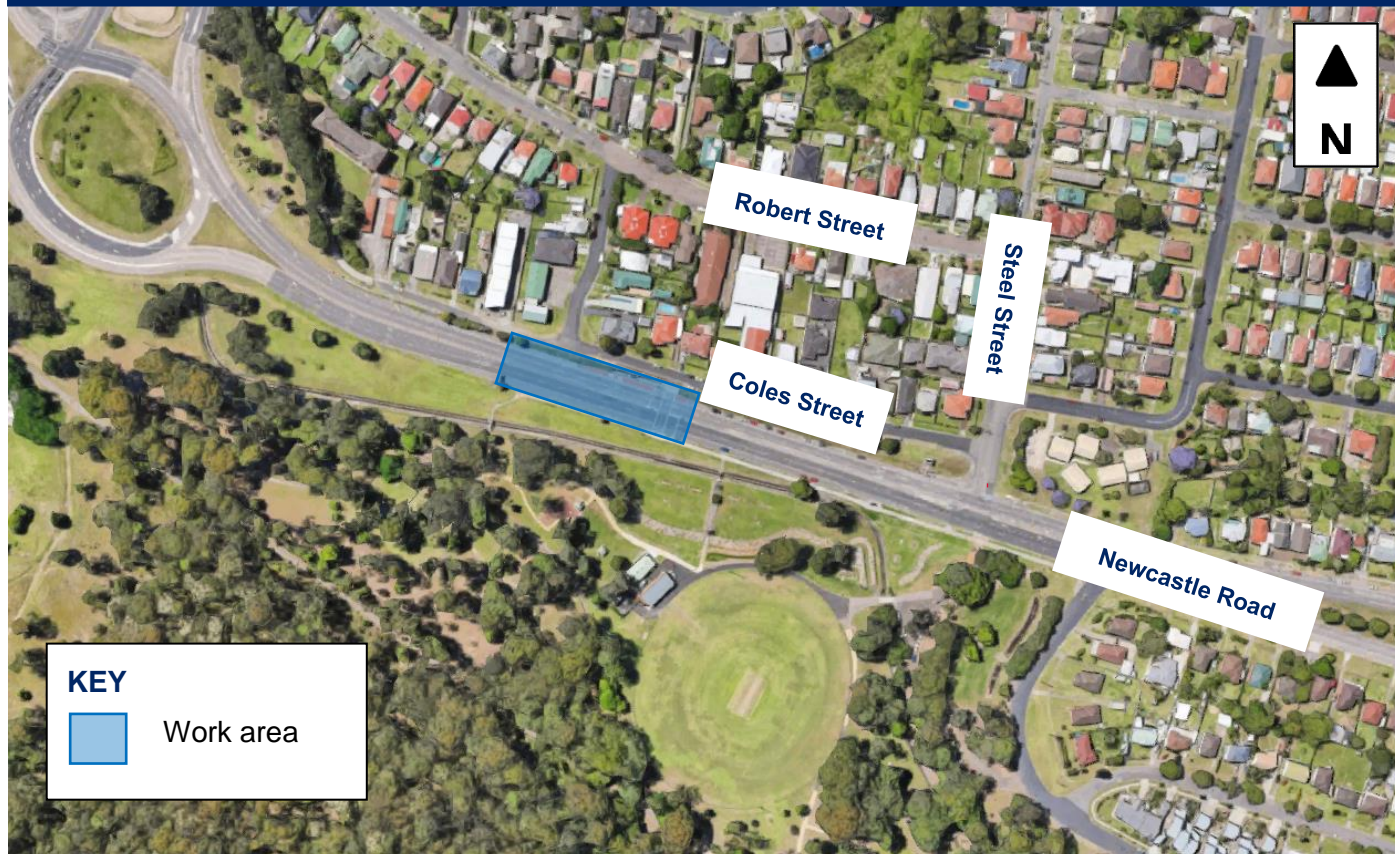 N
Robert Street
Steel Street
Coles Street
Newcastle Road
KEY
Work area